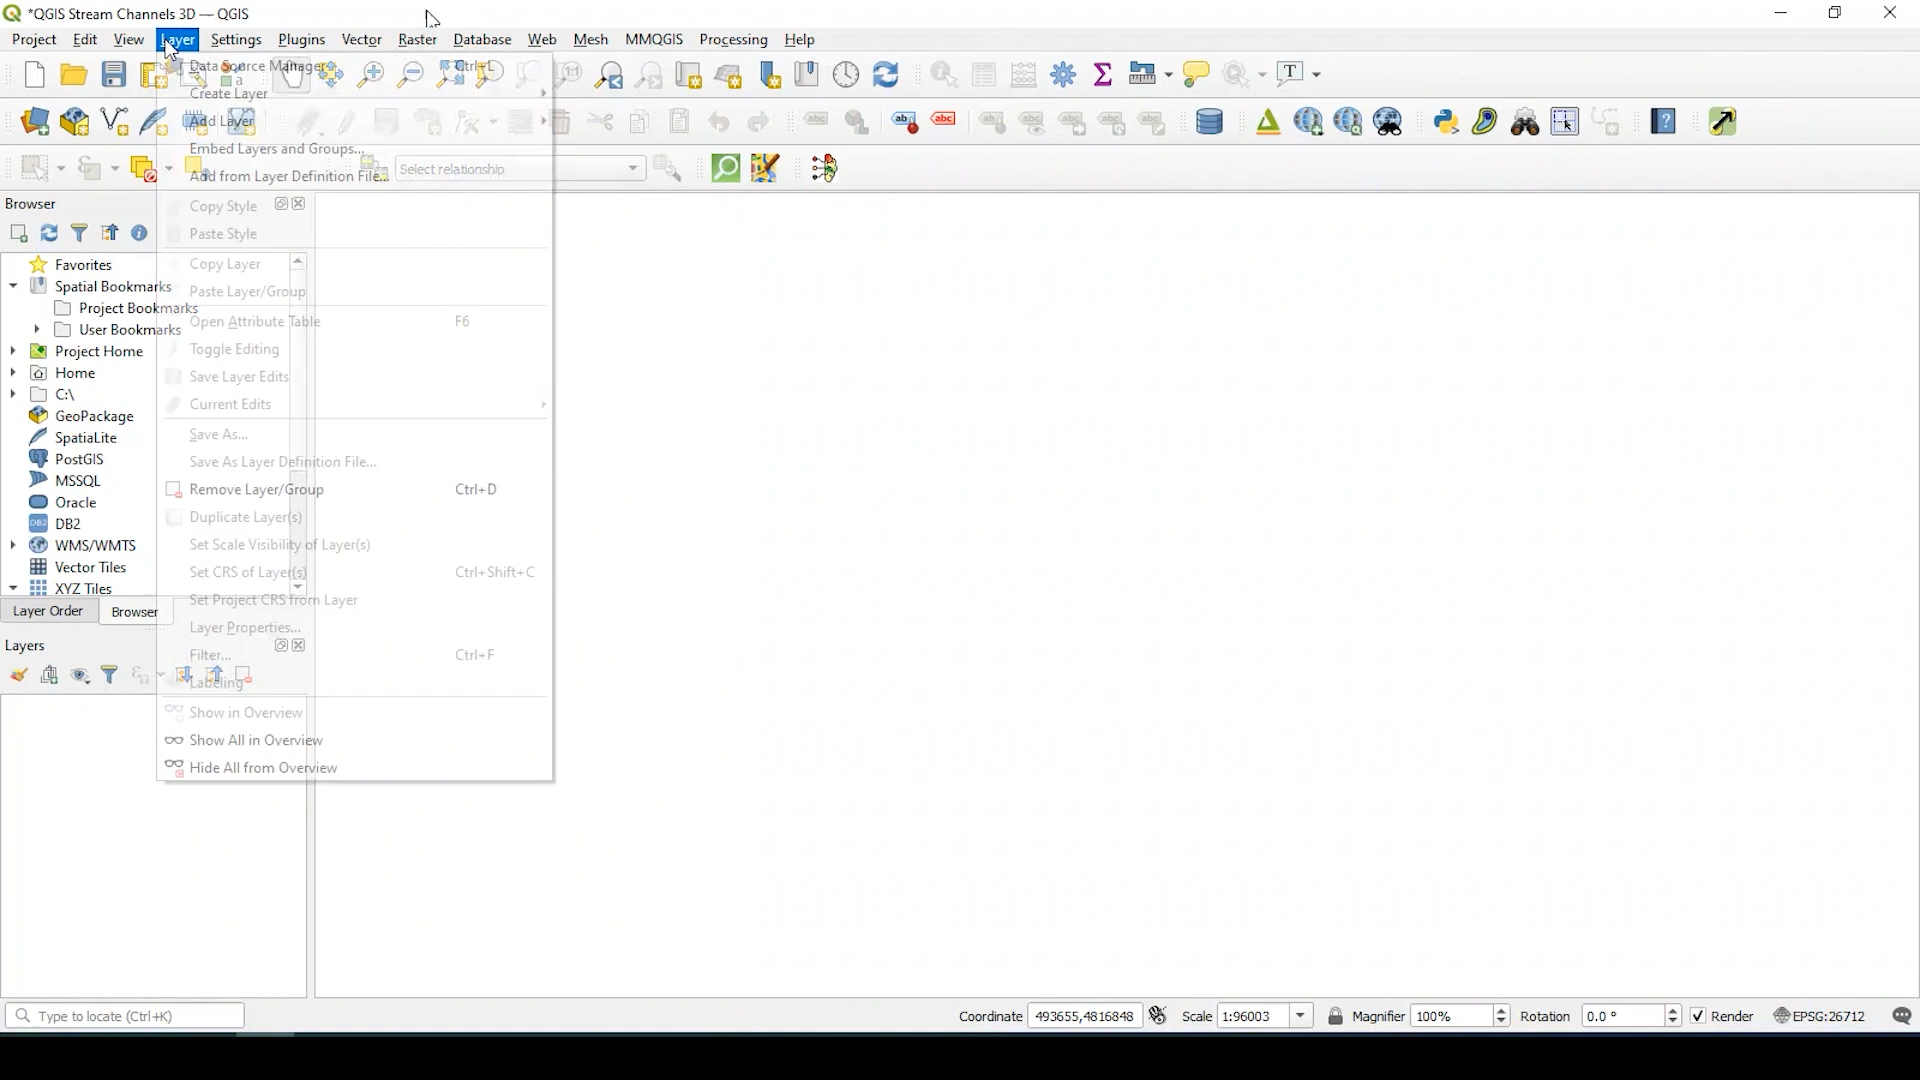 *QGIS Stream Channels 3D — QGIS
Project Edit View Layer Settings Plugins Vector Raster Database Web Mesh MMQGIS Processing Help
Data Source Manager Ctrl+L
Create Layer
Add Layer
Embed Layers and Groups...
Add from Layer Definition File...
Select relationship
Copy Style
Paste Style
Copy Layer
Paste Layer/Group
Open Attribute Table F6
Toggle Editing
Save Layer Edits
Current Edits
Save As...
Save As Layer Definition File...
Remove Layer/Group Ctrl+D
Duplicate Layer(s)
Set Scale Visibility of Layer(s)
Set CRS of Layer(s) Ctrl+Shift+C
Set Project CRS from Layer
Layer Properties...
Filter... Ctrl+F
Labeling
Show in Overview
Show All in Overview
Hide All from Overview
Browser
Favorites
Spatial Bookmarks
Project Bookmarks
User Bookmarks
Project Home
Home
C:\
GeoPackage
SpatiaLite
PostGIS
MSSQL
Oracle
DB2
WMS/WMTS
Vector Tiles
XYZ Tiles
Layer Order Browser
Layers
Type to locate (Ctrl+K)
Coordinate 493655,4816848 Scale 1:96003 Magnifier 100% Rotation 0.0 ° Render EPSG:26712